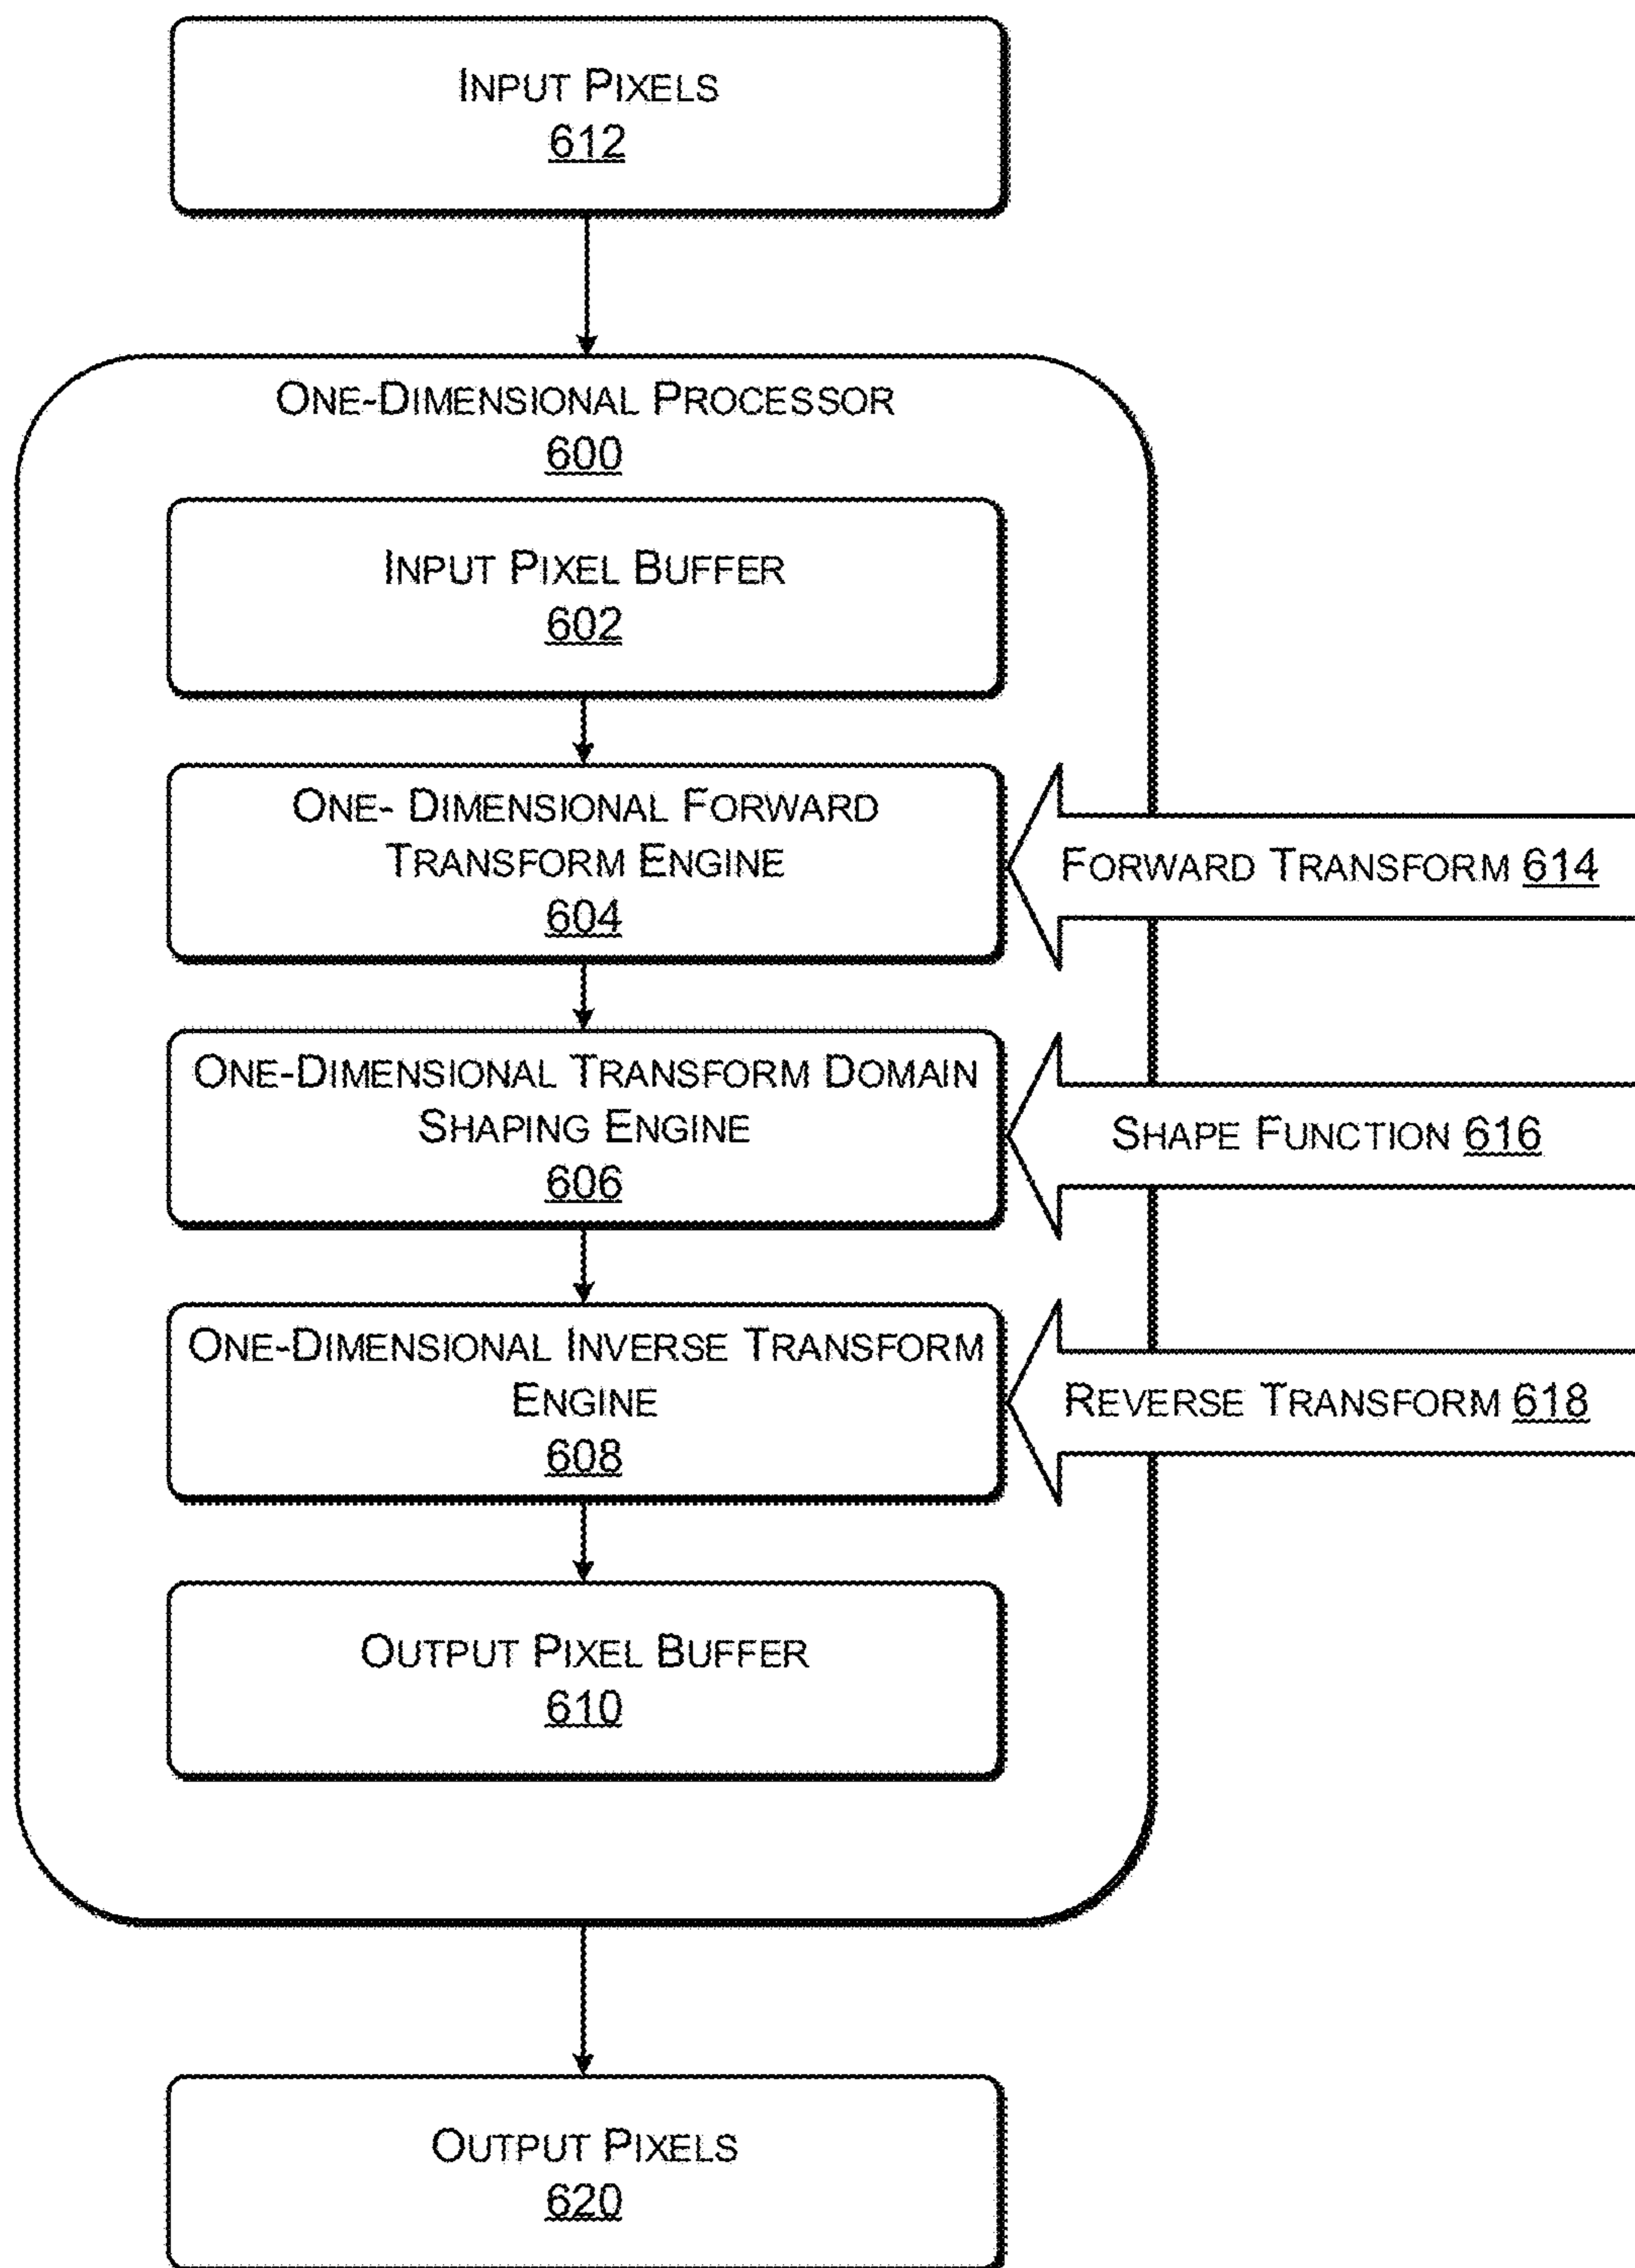 INPUT PIXELS
612
ONE-DIMENSIONAL PROCESSOR
600
INPUT PIXEL BUFFER
602
ONE- DIMENSIONAL FORWARD
TRANSFORM ENGINE
604
FORWARD TRANSFORM 614
ONE-DIMENSIONAL TRANSFORM DOMAIN
SHAPING ENGINE
606
SHAPE FUNCTION 616
ONE-DIMENSIONAL INVERSE TRANSFORM
ENGINE
608
REVERSE TRANSFORM 618
OUTPUT PIXEL BUFFER
610
OUTPUT PIXELS
620